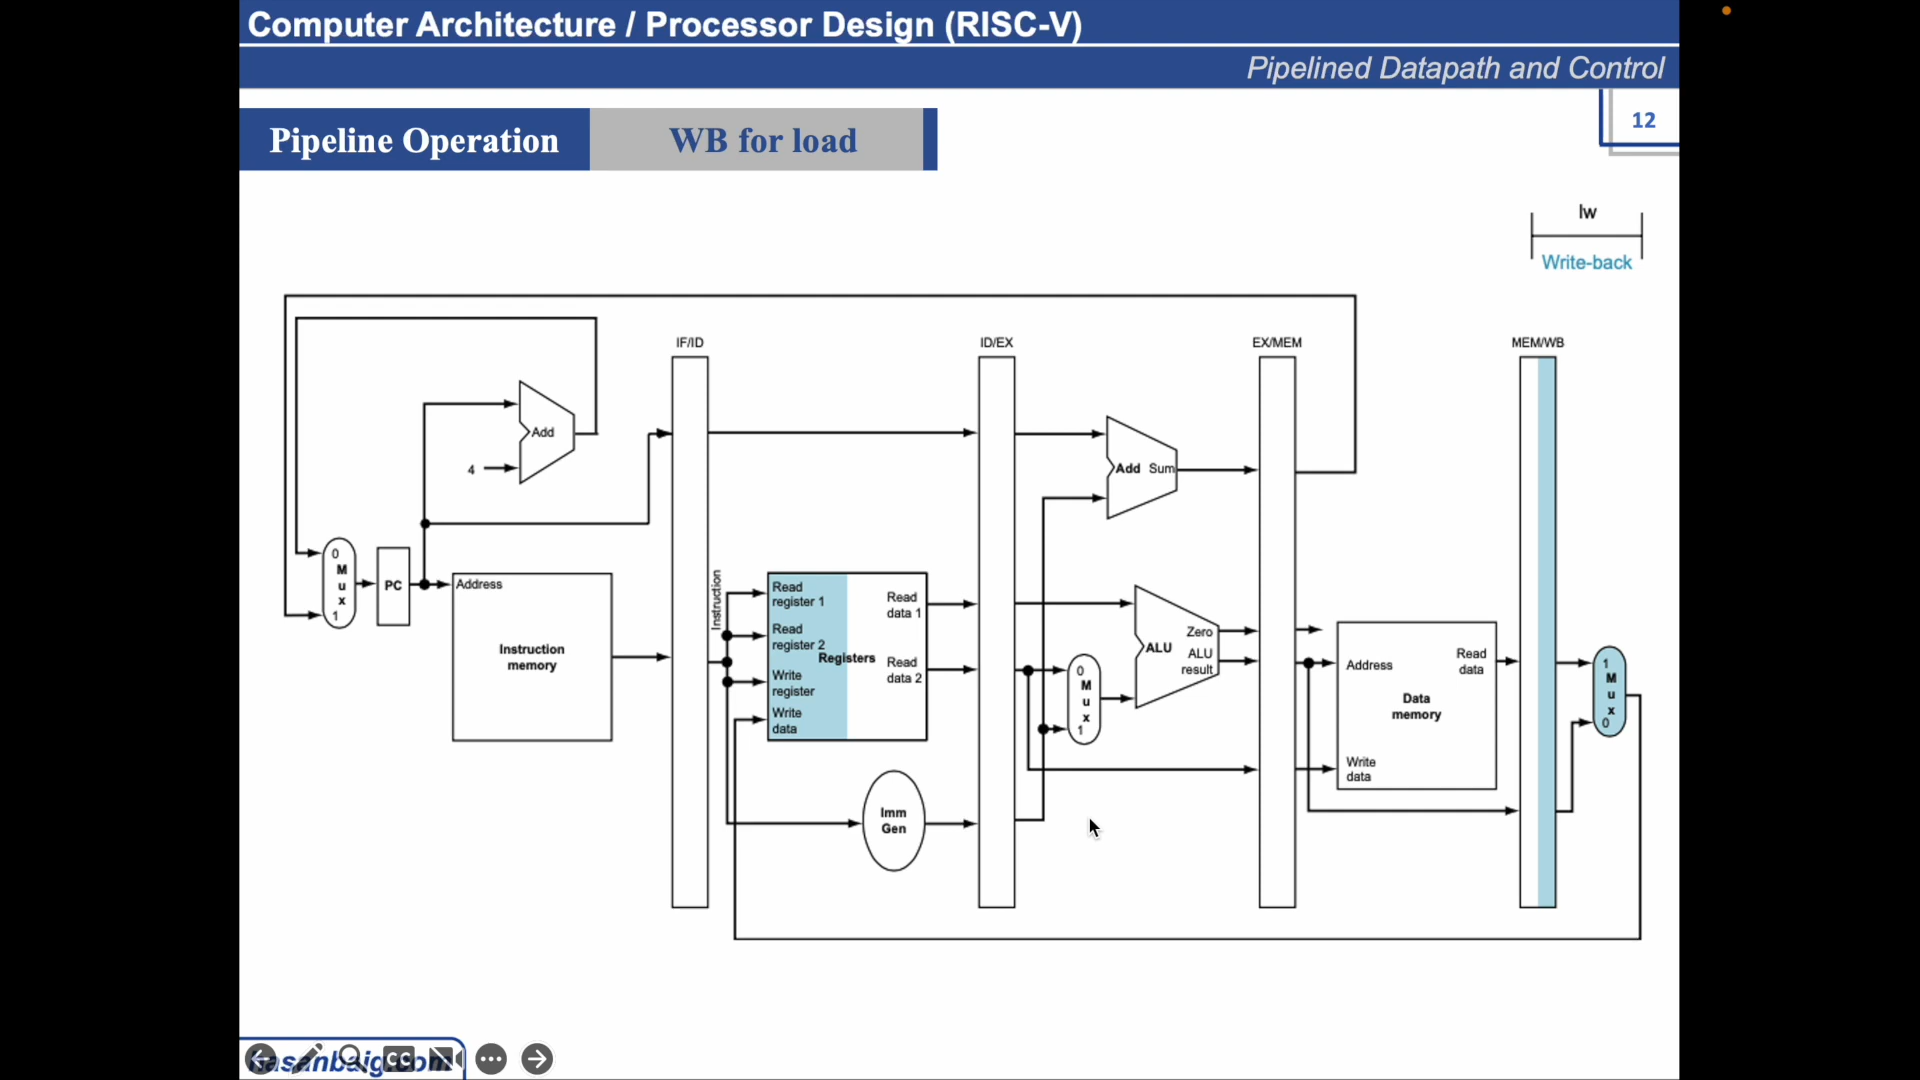 Computer Architecture / Processor Design (RISC-V)
Pipelined Datapath and Control
12
Pipeline Operation
WB for load
lw
Write-back
IF/ID
ID/EX
EX/MEM
MEM/WB
Add
4
Add Sum
0
M
u
x
1
PC
Address
Instruction
memory
Instruction
Read
register 1
Read
register 2
Write
register
Write
data
Registers
Read
data 1
Read
data 2
Imm
Gen
0
M
u
x
1
ALU
Zero
ALU
result
Address
Read
data
Data
memory
Write
data
1
M
u
x
0
hasanbaig.com
CC